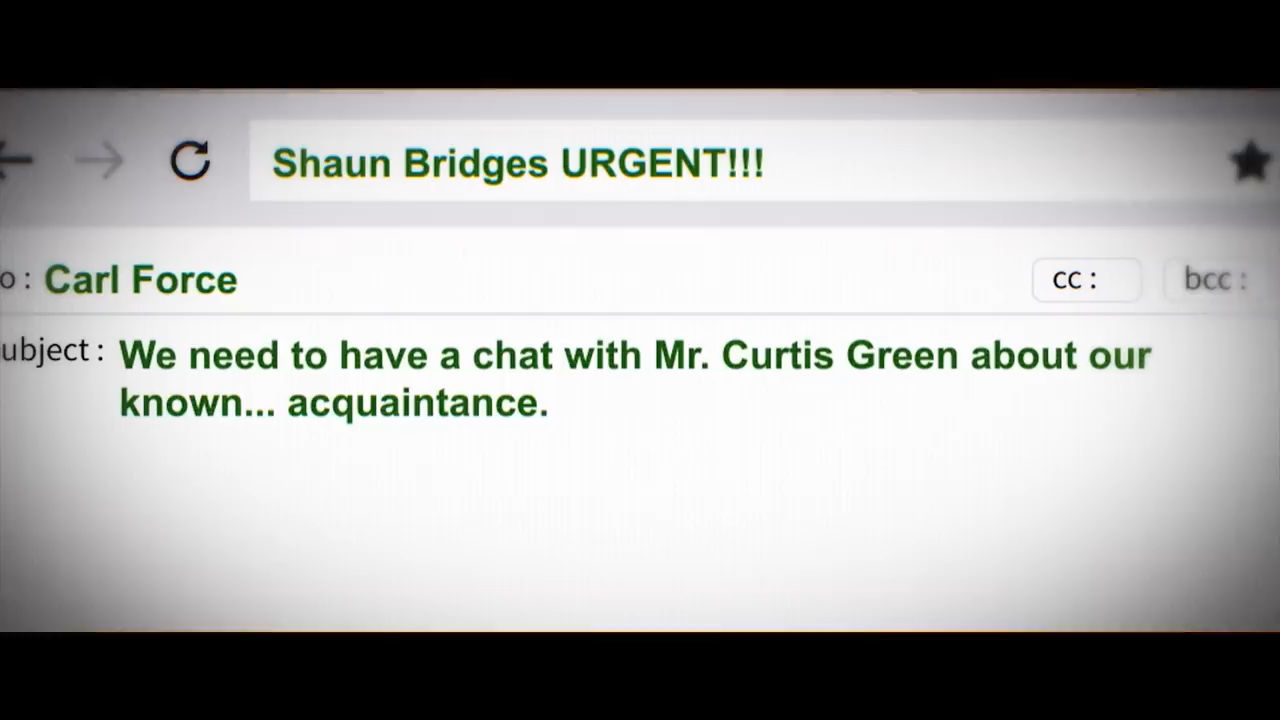 Shaun Bridges URGENT!!!
o : Carl Force cc : bcc :
ubject : We need to have a chat with Mr. Curtis Green about our
known... acquaintance.